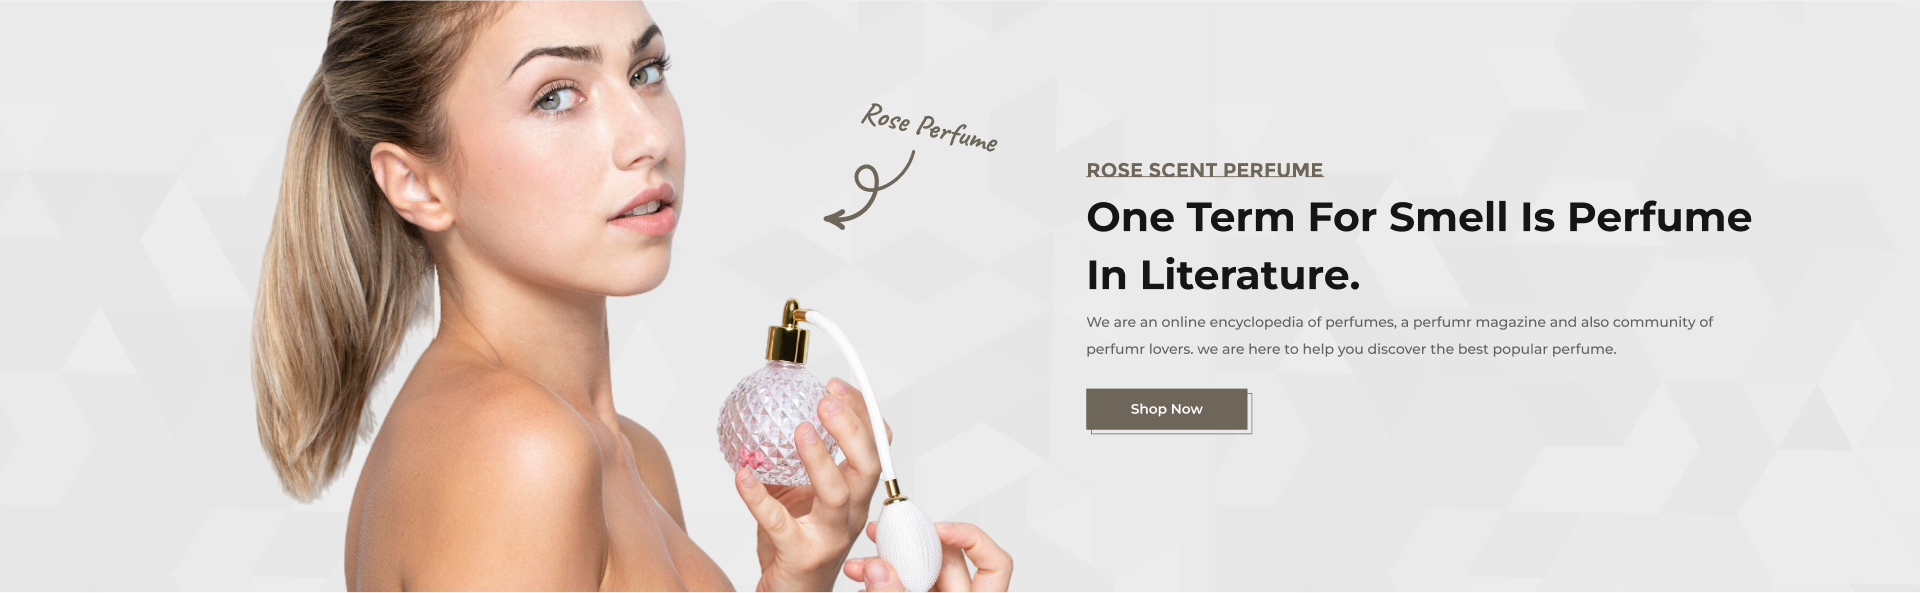 Rose Perfume
ROSE SCENT PERFUME
One Term For Smell Is Perfume
In Literature.
We are an online encyclopedia of perfumes, a perfumr magazine and also community of
perfumr lovers. we are here to help you discover the best popular perfume.
Shop Now